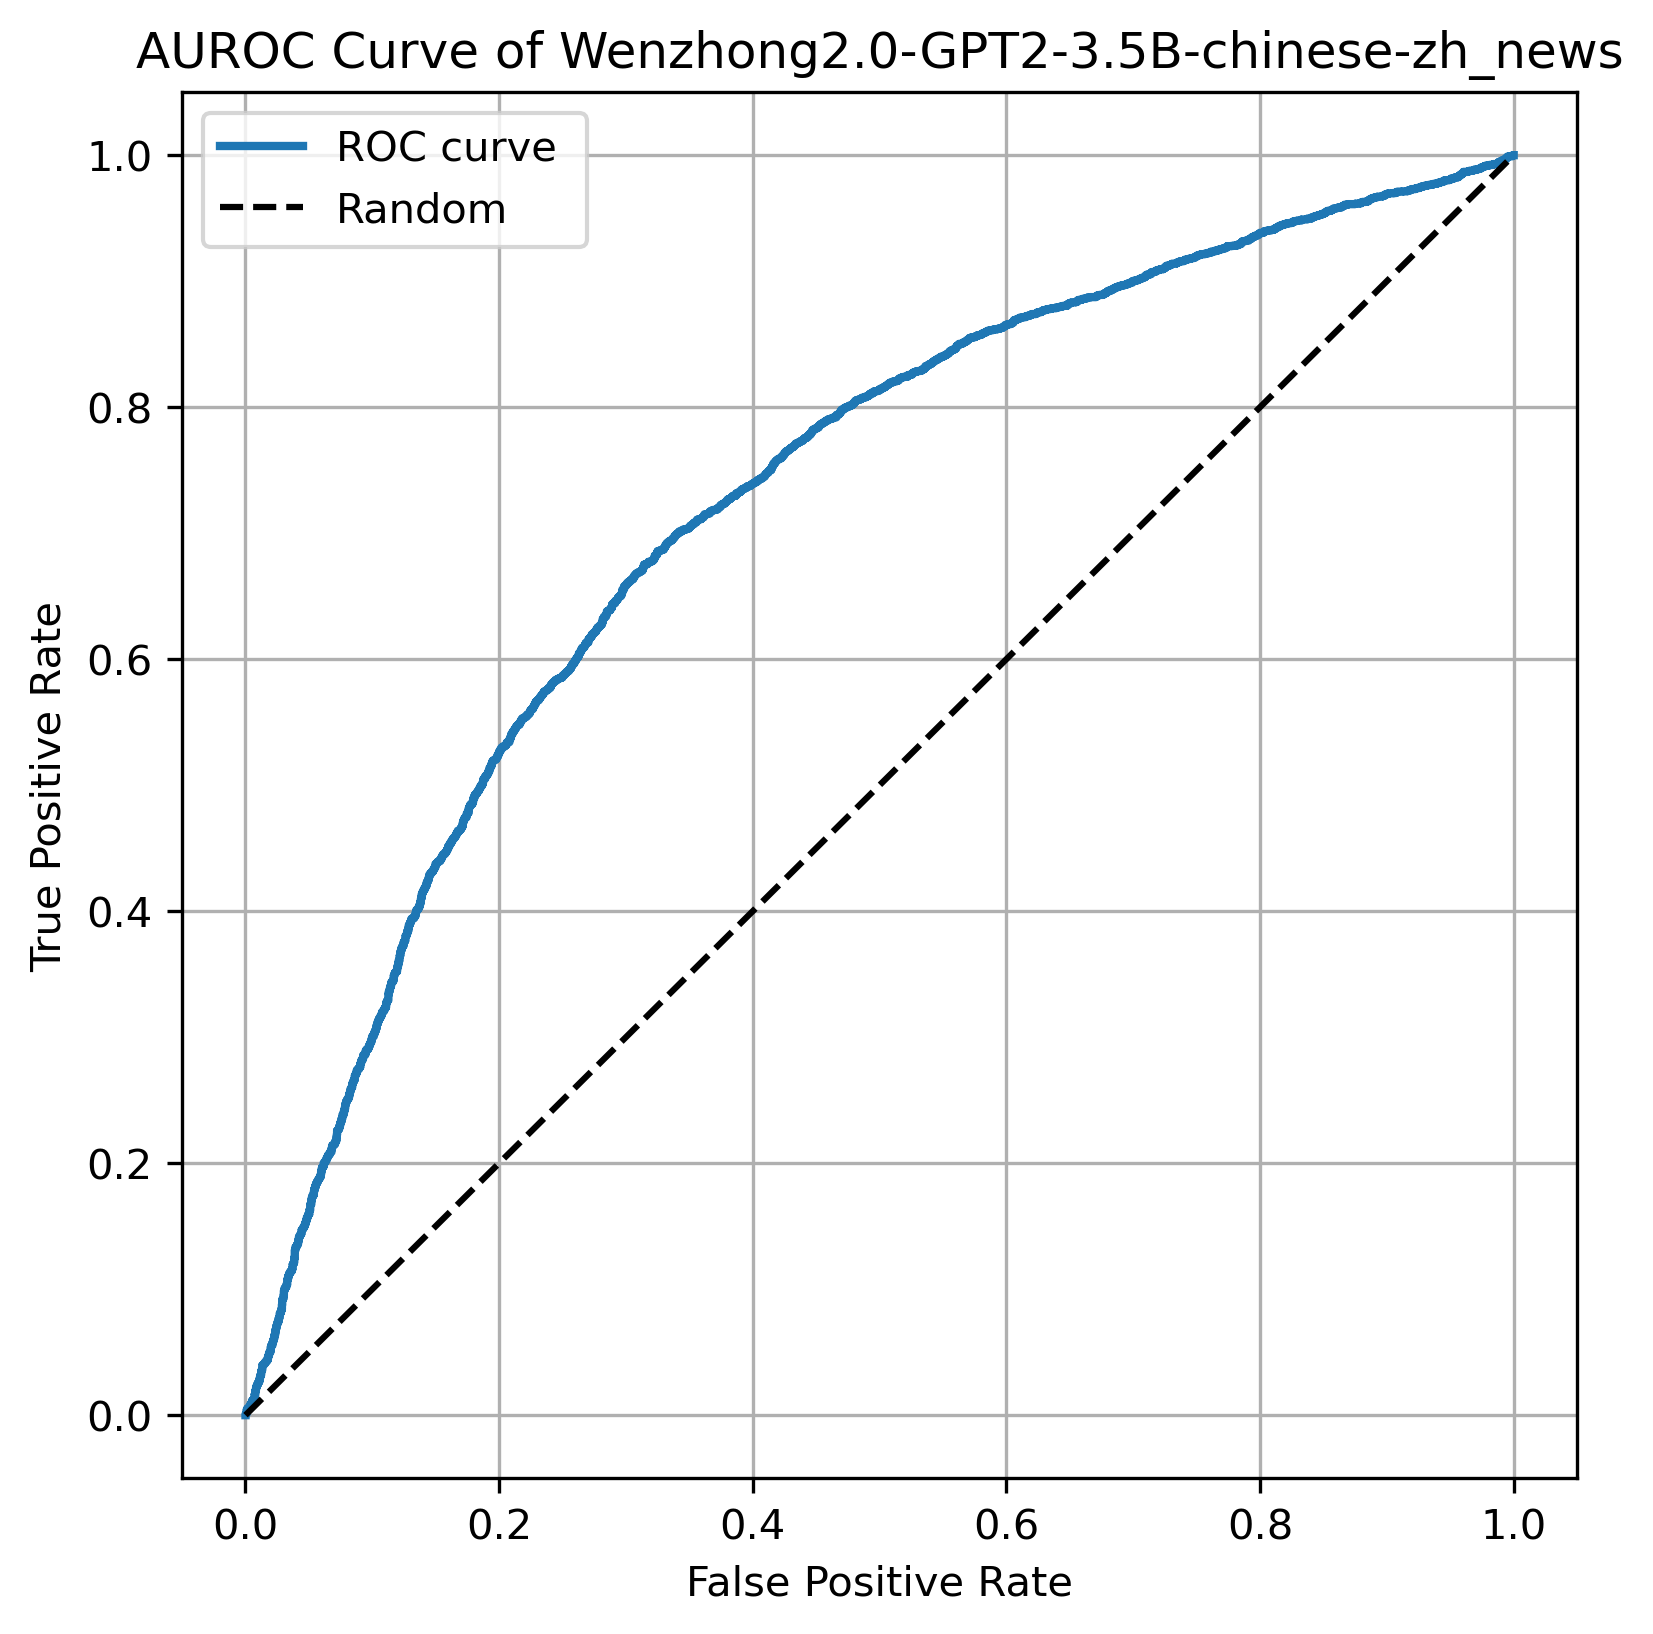 AUROC Curve of Wenzhong2.0-GPT2-3.5B-chinese-zh_news
ROC curve
Random
True Positive Rate
1.0
0.8
0.6
0.4
0.2
0.0
0.0 0.2 0.4 0.6 0.8 1.0
False Positive Rate